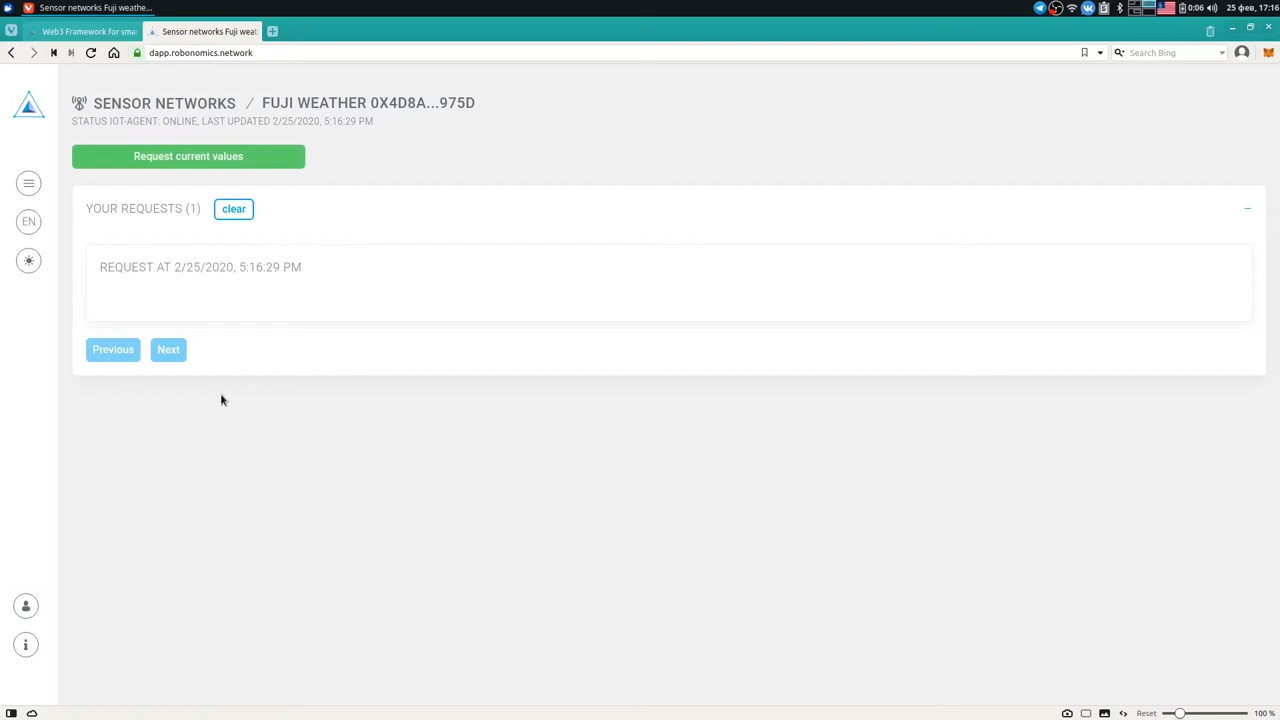 Sensor networks Fuji weathe...
0:06
25 фев, 17:16
Web3 Framework for sma
Sensor networks Fuji weat
dapp.robonomics.network
Search Bing
SENSOR NETWORKS / FUJI WEATHER 0X4D8A...975D
STATUS IOT-AGENT: ONLINE, LAST UPDATED 2/25/2020, 5:16:29 PM
Request current values
YOUR REQUESTS (1)
clear
EN
REQUEST AT 2/25/2020, 5:16:29 PM
Previous
Next
Reset
100 %